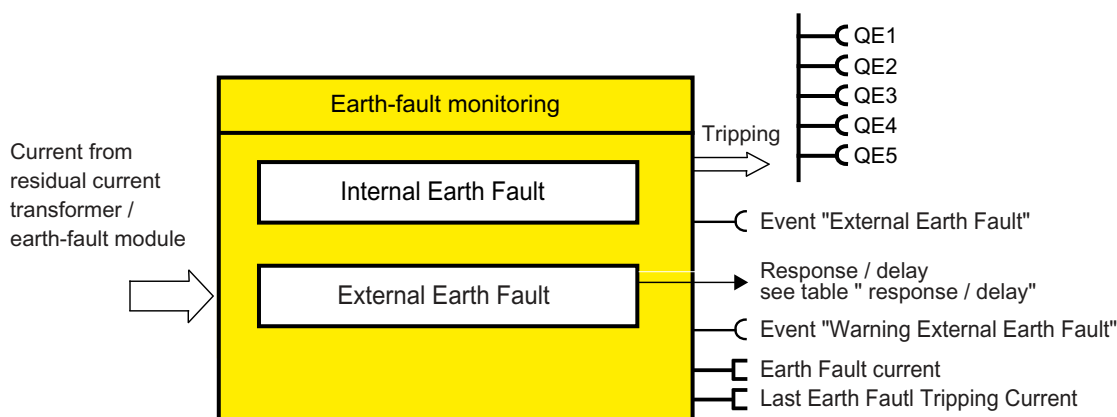 QE1
QE2
QE3
QE4
QE5
Tripping
Earth-fault monitoring
Current from
residual current
transformer /
earth-fault module
Internal Earth Fault
External Earth Fault
Event "External Earth Fault"
Response / delay
see table " response / delay"
Event "Warning External Earth Fault"
Earth Fault current
Last Earth Fautl Tripping Current